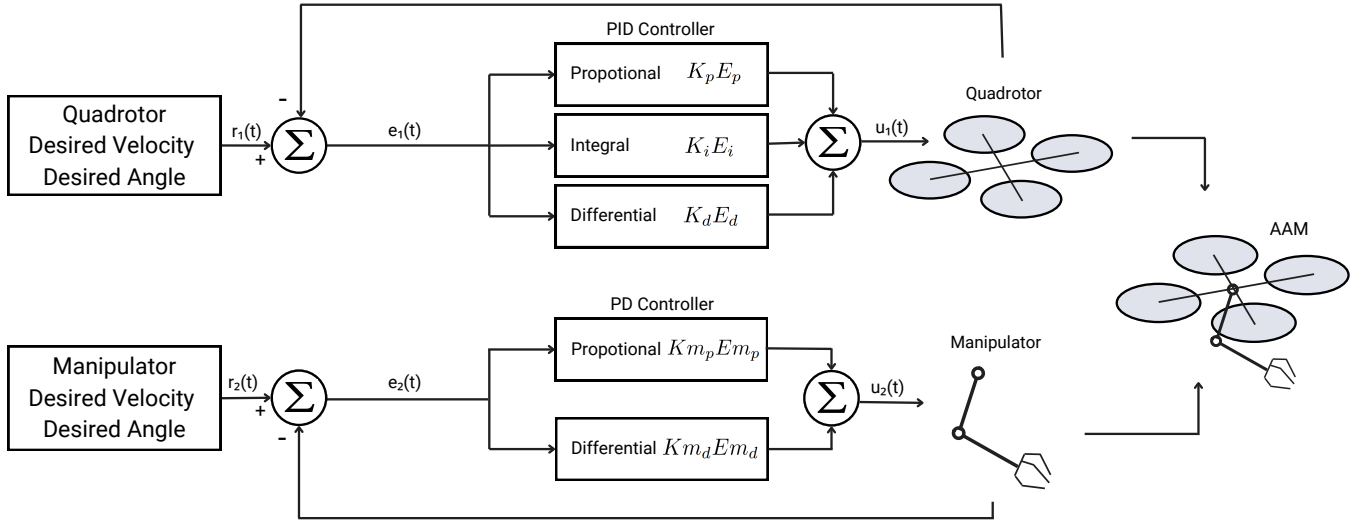 PID Controller
Propotional K_pE_p
-
Quadrotor
Quadrotor
Desired Velocity
Desired Angle
r₁(t)
+
Σ
e₁(t)
Integral K_iE_i
Σ
u₁(t)
Differential K_dE_d
AAM
PD Controller
Propotional Km_pEm_p
Manipulator
Manipulator
Desired Velocity
Desired Angle
r₂(t)
+
-
Σ
e₂(t)
Σ
u₂(t)
Differential Km_dEm_d